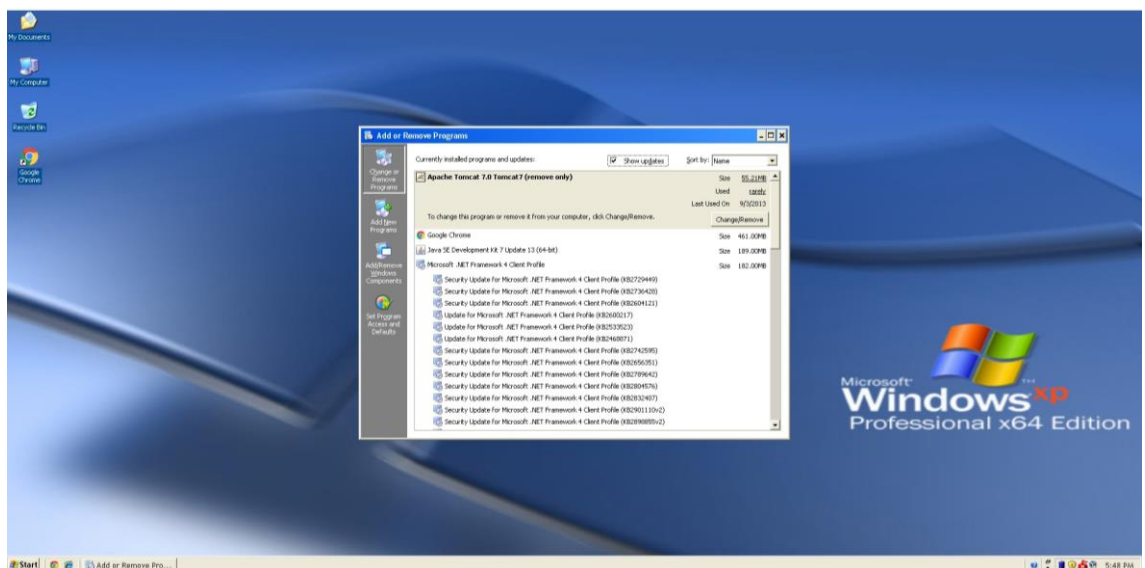 My Documents
My Computer
Recycle Bin
Google
Chrome
Add or Remove Programs
Change or
Remove
Programs
Add New
Programs
Add/Remove
Windows
Components
Set Program
Access and
Defaults
Currently installed programs and updates:
Show updates
Sort by: Name
Apache Tomcat 7.0 Tomcat7 (remove only)
Size 55.21MB
Used rarely
Last Used On 9/3/2013
To change this program or remove it from your computer, click Change/Remove.
Change/Remove
Google Chrome Size 461.00MB
Java SE Development Kit 7 Update 13 (64-bit) Size 189.00MB
Microsoft .NET Framework 4 Client Profile Size 182.00MB
Security Update for Microsoft .NET Framework 4 Client Profile (KB2729449)
Security Update for Microsoft .NET Framework 4 Client Profile (KB2736428)
Security Update for Microsoft .NET Framework 4 Client Profile (KB2604121)
Update for Microsoft .NET Framework 4 Client Profile (KB2600217)
Update for Microsoft .NET Framework 4 Client Profile (KB2533523)
Update for Microsoft .NET Framework 4 Client Profile (KB2468871)
Security Update for Microsoft .NET Framework 4 Client Profile (KB2742595)
Security Update for Microsoft .NET Framework 4 Client Profile (KB2656351)
Security Update for Microsoft .NET Framework 4 Client Profile (KB2789642)
Security Update for Microsoft .NET Framework 4 Client Profile (KB2804576)
Security Update for Microsoft .NET Framework 4 Client Profile (KB2832407)
Security Update for Microsoft .NET Framework 4 Client Profile (KB2901110v2)
Security Update for Microsoft .NET Framework 4 Client Profile (KB2898855v2)
Microsoft
Windows xp
Professional x64 Edition
Start
Add or Remove Pro...
5:48 PM